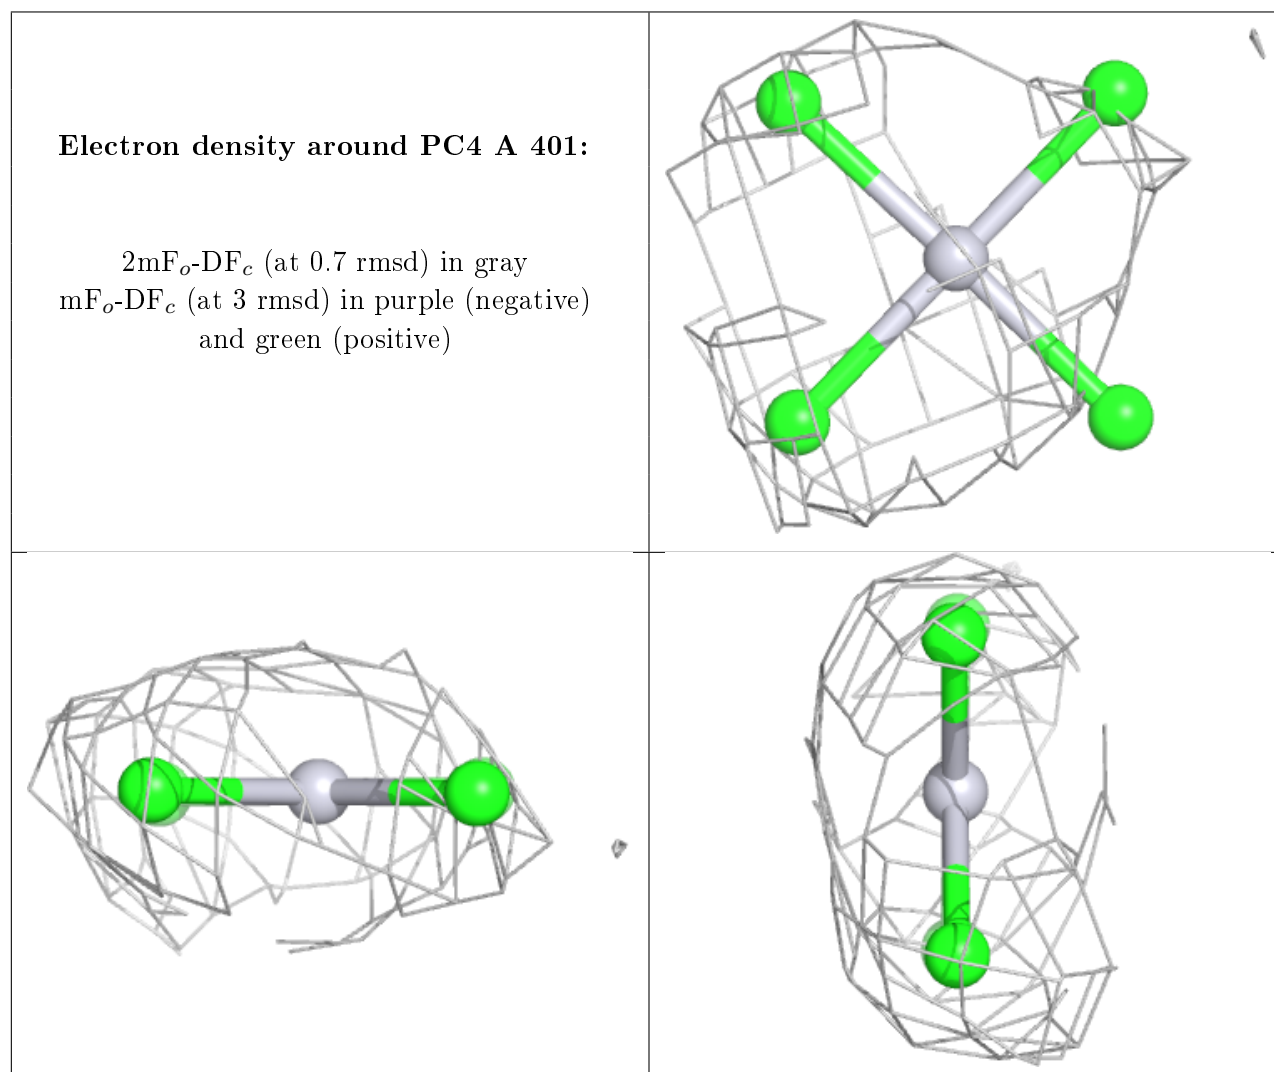 Electron density around PC4 A 401:
2mFo-DFc (at 0.7 rmsd) in gray
mFo-DFc (at 3 rmsd) in purple (negative)
and green (positive)